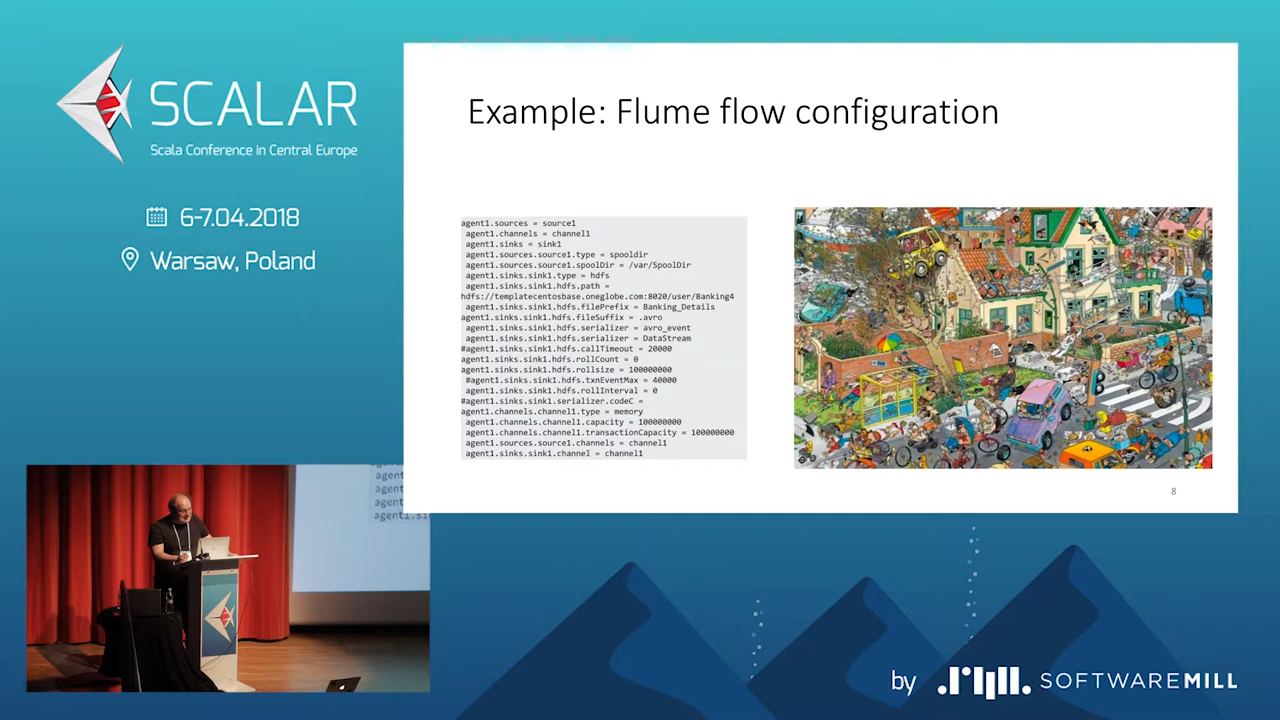 SCALAR
Scala Conference in Central Europe
6-7.04.2018
Warsaw, Poland
Example: Flume flow configuration
agent1.sources = source1
agent1.channels = channel1
agent1.sinks = sink1
agent1.sources.source1.type = spooldir
agent1.sources.source1.spoolDir = /var/SpoolDir
agent1.sinks.sink1.type = hdfs
agent1.sinks.sink1.hdfs.path =
hdfs://templatecentosbase.oneglobe.com:8020/user/Banking4
agent1.sinks.sink1.hdfs.filePrefix = Banking_Details
agent1.sinks.sink1.hdfs.fileSuffix = .avro
agent1.sinks.sink1.hdfs.serializer = avro_event
agent1.sinks.sink1.hdfs.serializer = DataStream
#agent1.sinks.sink1.hdfs.callTimeout = 20000
agent1.sinks.sink1.hdfs.rollCount = 0
agent1.sinks.sink1.hdfs.rollsize = 100000000
#agent1.sinks.sink1.hdfs.txnEventMax = 40000
agent1.sinks.sink1.hdfs.rollInterval = 0
#agent1.sinks.sink1.serializer.codeC =
agent1.channels.channel1.type = memory
agent1.channels.channel1.capacity = 100000000
agent1.channels.channel1.transactionCapacity = 100000000
agent1.sources.source1.channels = channel1
agent1.sinks.sink1.channel = channel1
8
agent
agent
agent
agent1.si
by SOFTWAREMILL